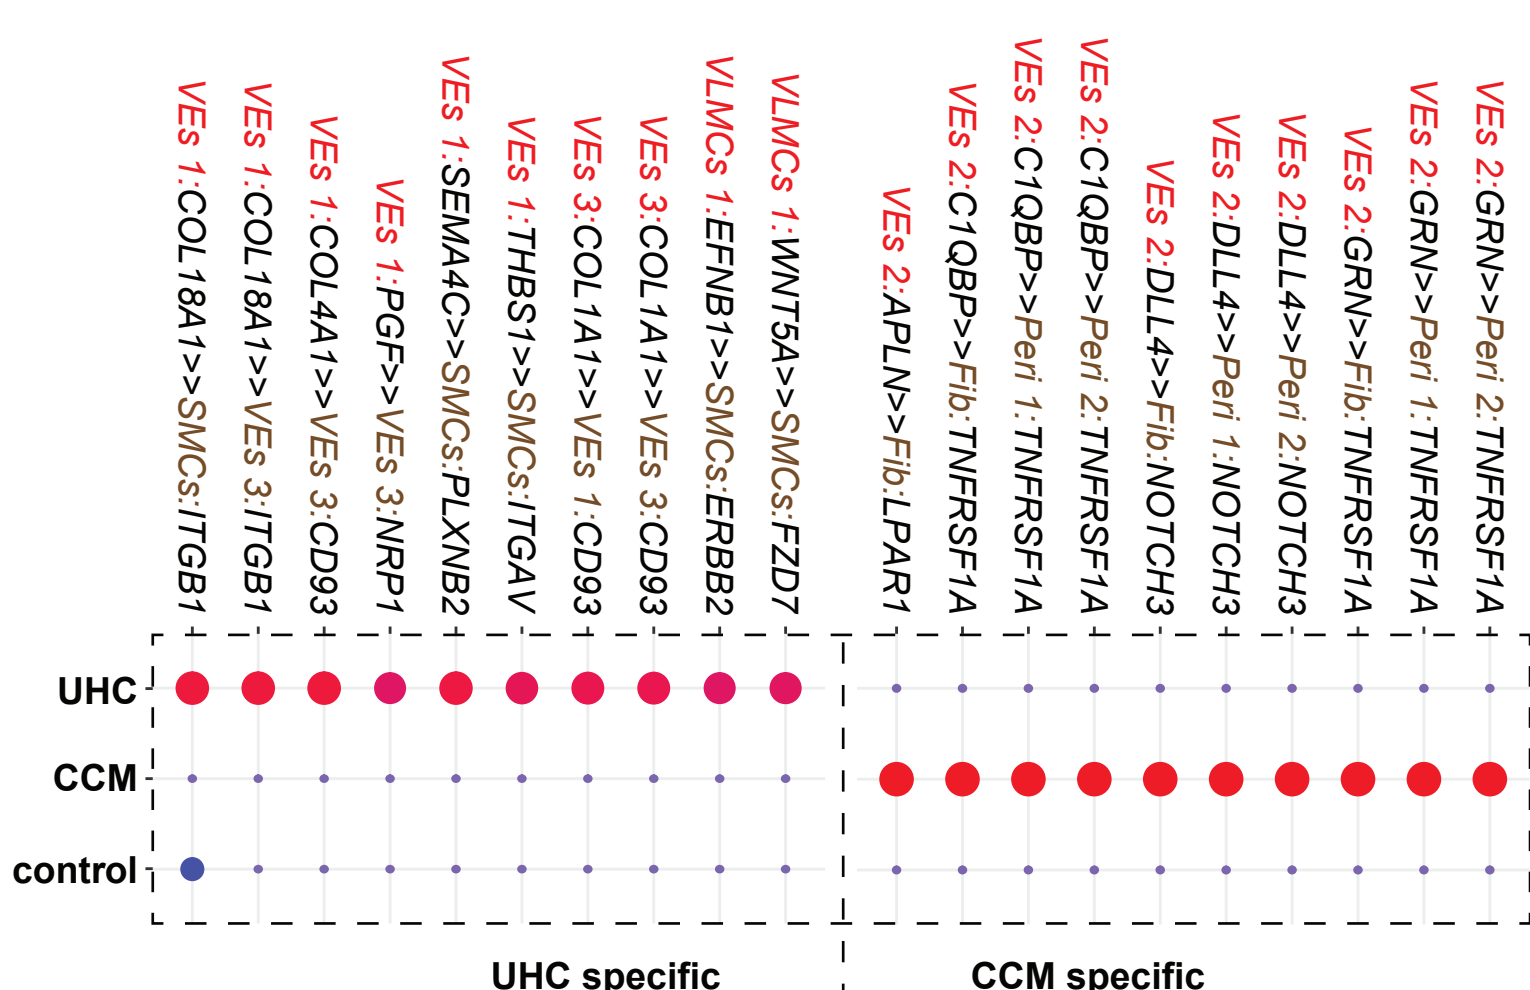 VEs 1:COL18A1>>SMCs:ITGB1
VEs 1:COL18A1>>VEs 3:ITGB1
VEs 1:COL4A1>>VEs 3:CD93
VEs 1:PGF>>VEs 3:NRP1
VEs 1:SEMA4C>>SMCs:PLXNB2
VEs 1:THBS1>>SMCs:ITGAV
VEs 3:COL1A1>>VEs 1:CD93
VEs 3:COL1A1>>VEs 3:CD93
VLMCs 1:EFNB1>>SMCs:ERBB2
VLMCs 1:WNT5A>>SMCs:FZD7
VEs 2:APLN>>Fib:LPAR1
VEs 2:C1QBP>>Fib:TNFRSF1A
VEs 2:C1QBP>>Peri 1:TNFRSF1A
VEs 2:C1QBP>>Peri 2:TNFRSF1A
VEs 2:DLL4>>Fib:NOTCH3
VEs 2:DLL4>>Peri 1:NOTCH3
VEs 2:DLL4>>Peri 2:NOTCH3
VEs 2:GRN>>Fib:TNFRSF1A
VEs 2:GRN>>Peri 1:TNFRSF1A
VEs 2:GRN>>Peri 2:TNFRSF1A
UHC
CCM
control
UHC specific
CCM specific